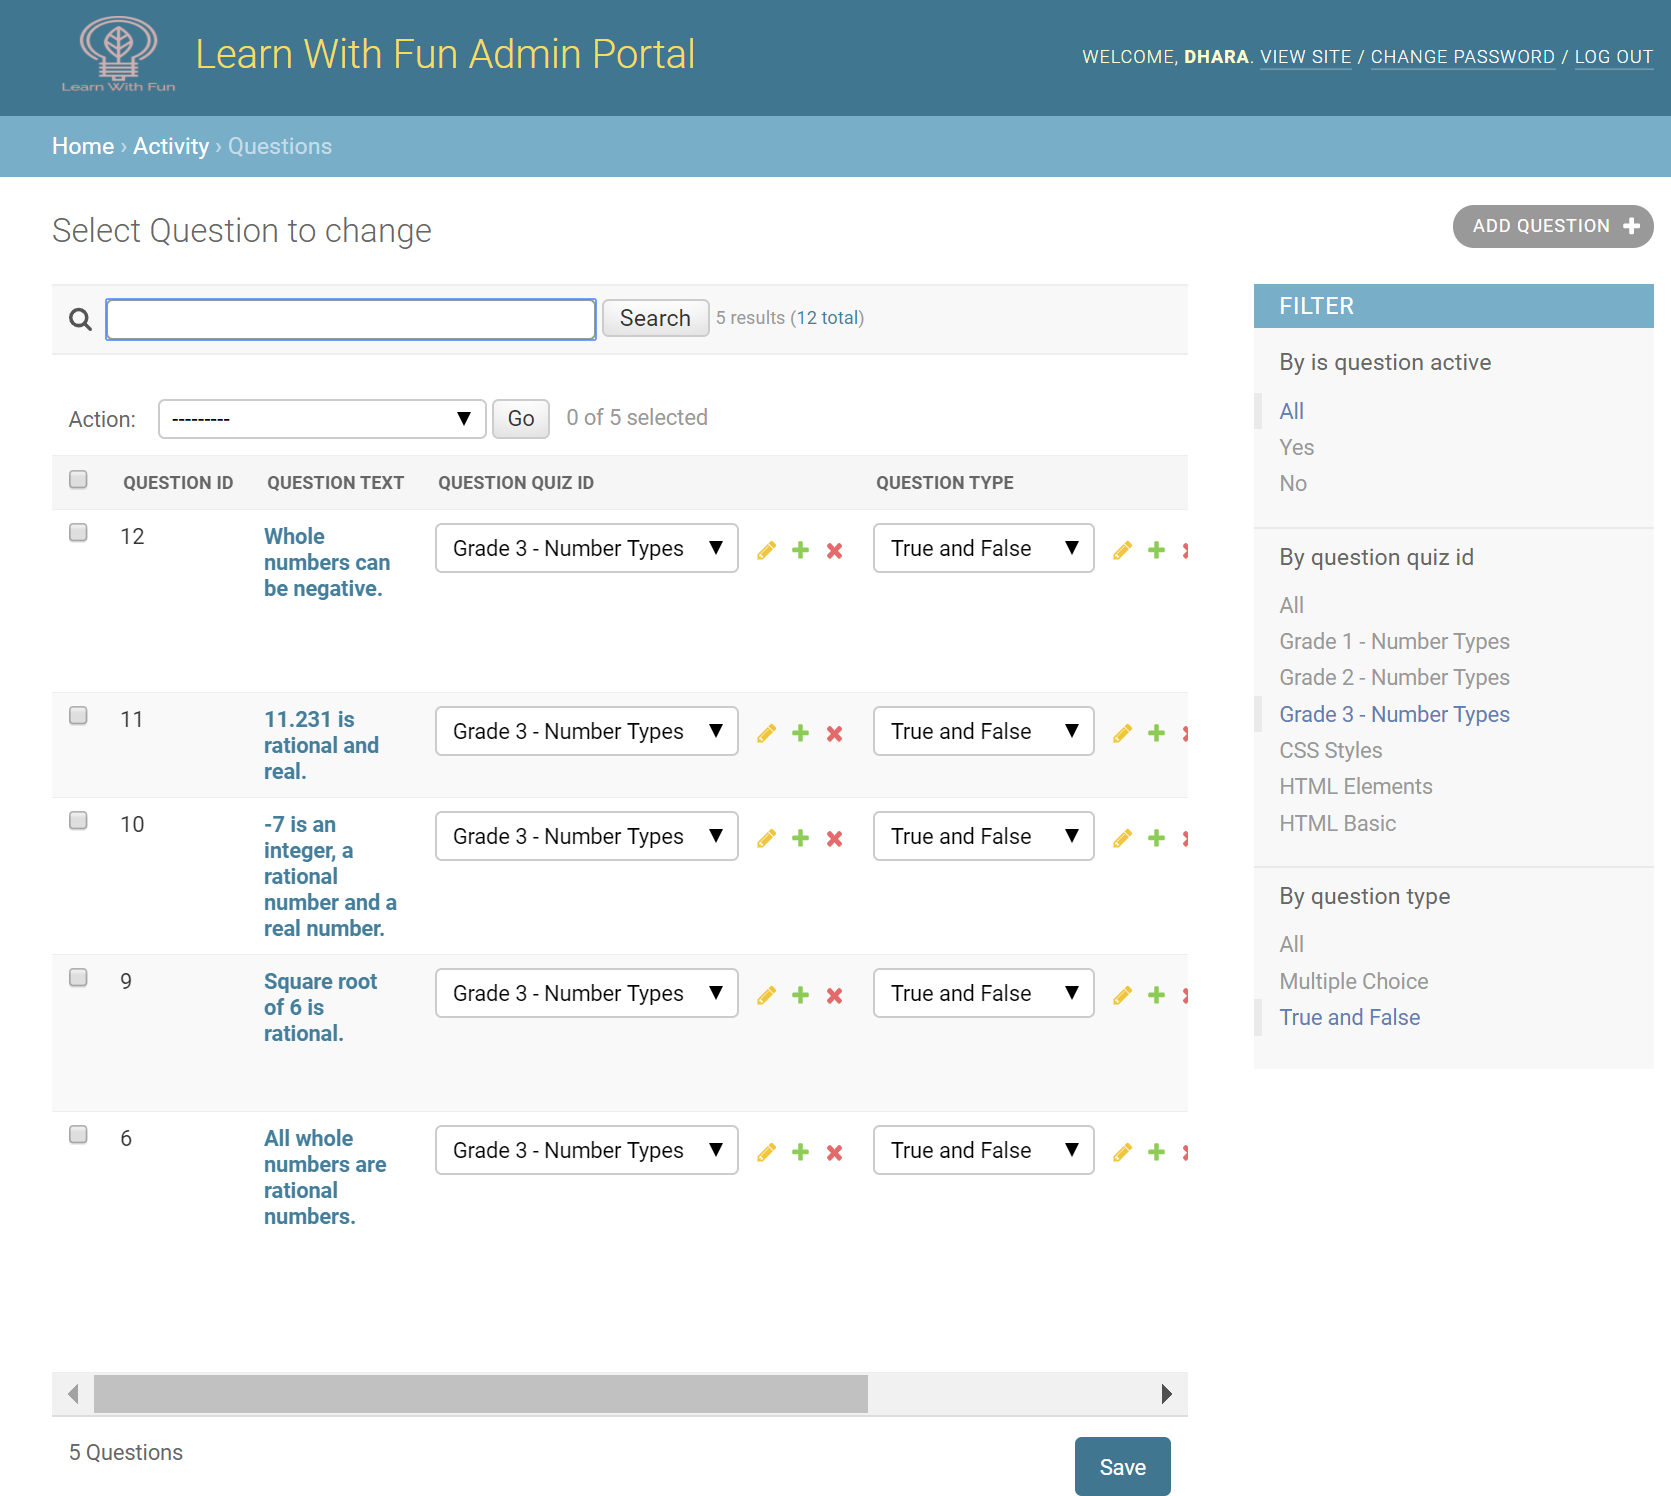 Learn With Fun
Learn With Fun Admin Portal
WELCOME, DHARA. VIEW SITE / CHANGE PASSWORD / LOG OUT
Home › Activity › Questions
Select Question to change
ADD QUESTION
Search 5 results (12 total)
Action: --------- Go 0 of 5 selected
QUESTION ID QUESTION TEXT QUESTION QUIZ ID QUESTION TYPE
12 Whole Grade 3 - Number Types True and False
numbers can
be negative.
11 11.231 is Grade 3 - Number Types True and False
rational and
real.
10 -7 is an Grade 3 - Number Types True and False
integer, a
rational
number and a
real number.
9 Square root Grade 3 - Number Types True and False
of 6 is
rational.
6 All whole Grade 3 - Number Types True and False
numbers are
rational
numbers.
5 Questions
Save
FILTER
By is question active
All
Yes
No
By question quiz id
All
Grade 1 - Number Types
Grade 2 - Number Types
Grade 3 - Number Types
CSS Styles
HTML Elements
HTML Basic
By question type
All
Multiple Choice
True and False